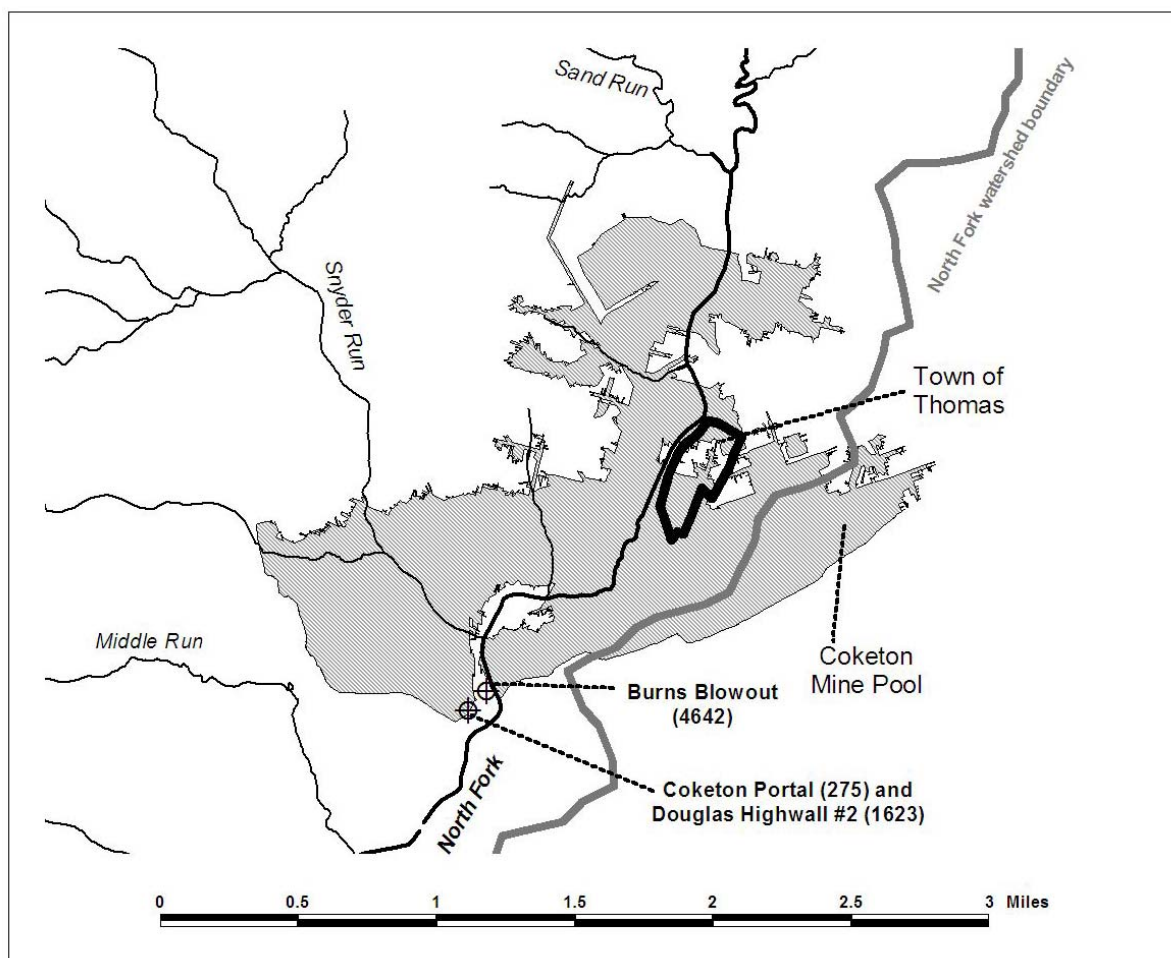 Sand Run
North Fork watershed boundary
Snyder Run
Town of
Thomas
Middle Run
Coketon
Mine Pool
Burns Blowout
(4642)
Coketon Portal (275) and
Douglas Highwall #2 (1623)
North Fork
0 0.5 1 1.5 2 2.5 3 Miles